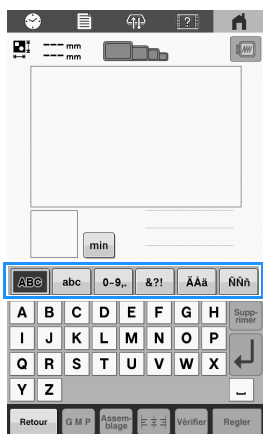 ?
--- mm
--- mm
min
ABC abc 0-9,. &?! ÄÀä ÑÑñ
A B C D E F G H Supp-
rimer
I J K L M N O P
Q R S T U V W X
Y Z
Retour G M P Assem-
blage Vérifier Regler